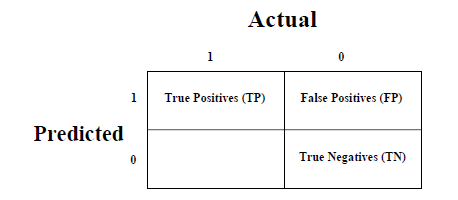 Actual
1 0
1 True Positives (TP) False Positives (FP)
Predicted
0 True Negatives (TN)